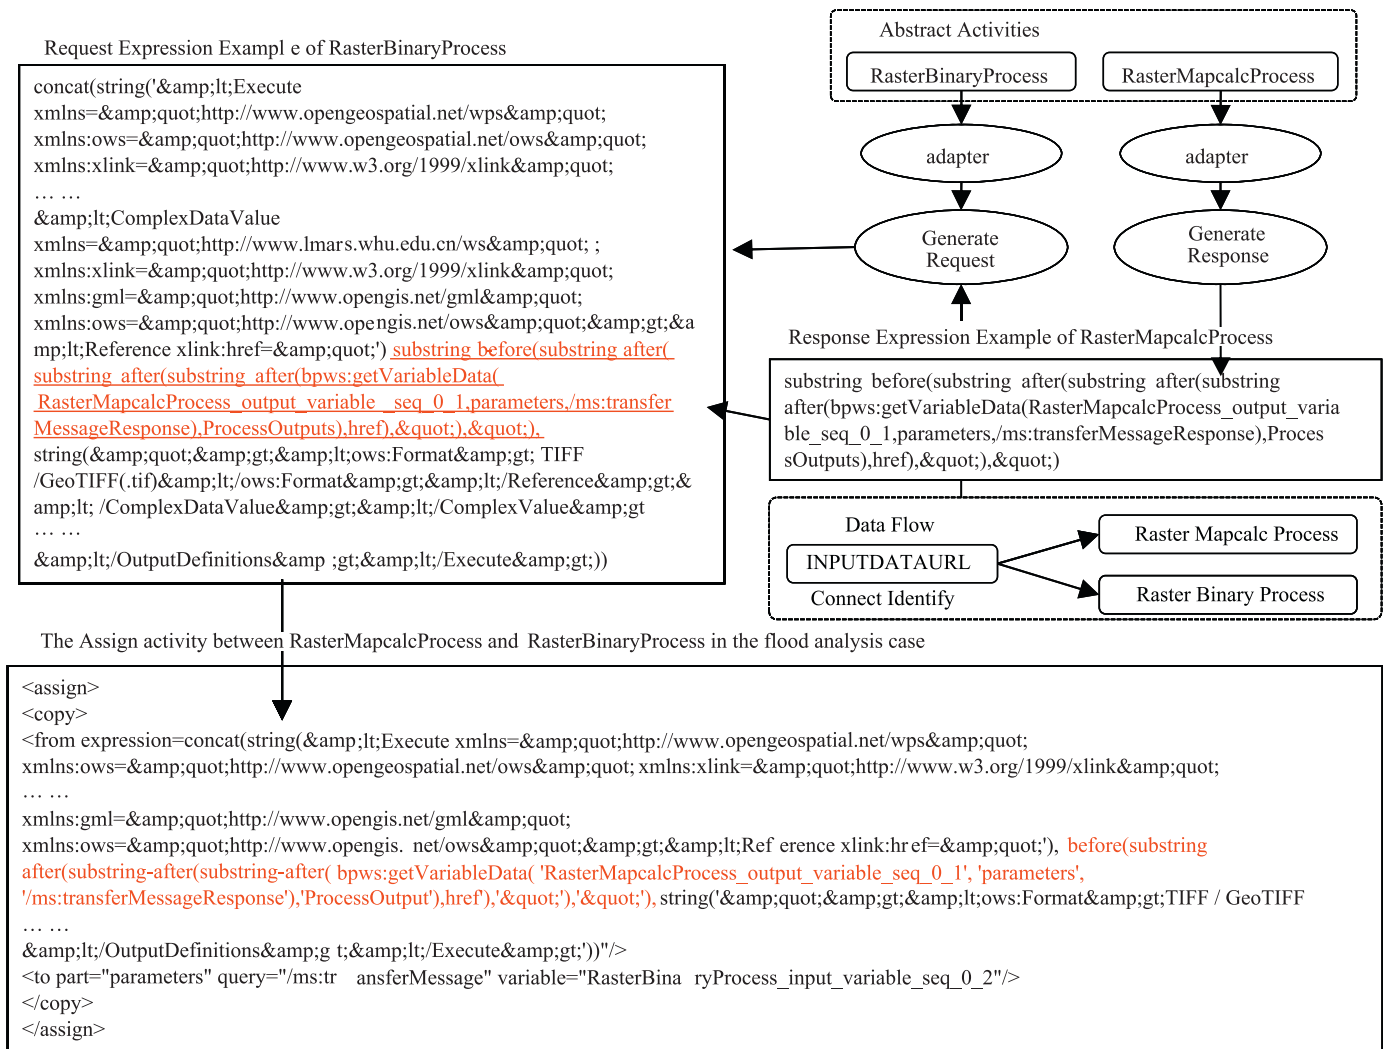 Request Expression Exampl e of RasterBinaryProcess
concat(string('&amp;lt;Execute
xmlns=&amp;quot;http://www.opengeospatial.net/wps&amp;quot;
xmlns:ows=&amp;quot;http://www.opengeospatial.net/ows&amp;quot;
xmlns:xlink=&amp;quot;http://www.w3.org/1999/xlink&amp;quot;
... ...
&amp;lt;ComplexDataValue
xmlns=&amp;quot;http://www.lmars.whu.edu.cn/ws&amp;quot; ;
xmlns:xlink=&amp;quot;http://www.w3.org/1999/xlink&amp;quot;
xmlns:gml=&amp;quot;http://www.opengis.net/gml&amp;quot;
xmlns:ows=&amp;quot;http://www.opengis.net/ows&amp;quot;&amp;gt;&a
mp;lt;Reference xlink:href=&amp;quot;') substring-before(substring after(
substring after(substring after(bpws:getVariableData(
RasterMapcalcProcess_output_variable _seq_0_1,parameters,/ms:transfer
MessageResponse),ProcessOutputs),href),&quot;),&quot;),
string(&amp;quot;&amp;gt;&amp;lt;ows:Format&amp;gt; TIFF
/GeoTIFF(.tif)&amp;lt;/ows:Format&amp;gt;&amp;lt;/Reference&amp;gt;&
amp;lt; /ComplexDataValue&amp;gt;&amp;lt;/ComplexValue&amp;gt
... ...
&amp;lt;/OutputDefinitions&amp ;gt;&amp;lt;/Execute&amp;gt;))
Abstract Activities
RasterBinaryProcess
RasterMapcalcProcess
adapter
adapter
Generate
Request
Generate
Response
Response Expression Example of RasterMapcalcProcess
substring before(substring after(substring after(substring
after(bpws:getVariableData(RasterMapcalcProcess_output_varia
ble_seq_0_1,parameters,/ms:transferMessageResponse),Proces
sOutputs),href),&quot;),&quot;)
Data Flow
INPUTDATAURL
Connect Identify
Raster Mapcalc Process
Raster Binary Process
The Assign activity between RasterMapcalcProcess and RasterBinaryProcess in the flood analysis case
<assign>
<copy>
<from expression=concat(string(&amp;lt;Execute xmlns=&amp;quot;http://www.opengeospatial.net/wps&amp;quot;
xmlns:ows=&amp;quot;http://www.opengeospatial.net/ows&amp;quot; xmlns:xlink=&amp;quot;http://www.w3.org/1999/xlink&amp;quot;
... ...
xmlns:gml=&amp;quot;http://www.opengis.net/gml&amp;quot;
xmlns:ows=&amp;quot;http://www.opengis. net/ows&amp;quot;&amp;gt;&amp;lt;Ref erence xlink:hr ef=&amp;quot;'), before(substring
after(substring-after(substring-after( bpws:getVariableData( 'RasterMapcalcProcess_output_variable_seq_0_1', 'parameters',
'/ms:transferMessageResponse'),'ProcessOutput'),href'),'&quot;'),'&quot;'), string('&amp;quot;&amp;gt;&amp;lt;ows:Format&amp;gt;TIFF / GeoTIFF
... ...
&amp;lt;/OutputDefinitions&amp;g t;&amp;lt;/Execute&amp;gt;'))"/>
<to part="parameters" query="/ms:tr ansferMessage" variable="RasterBina ryProcess_input_variable_seq_0_2"/>
</copy>
</assign>